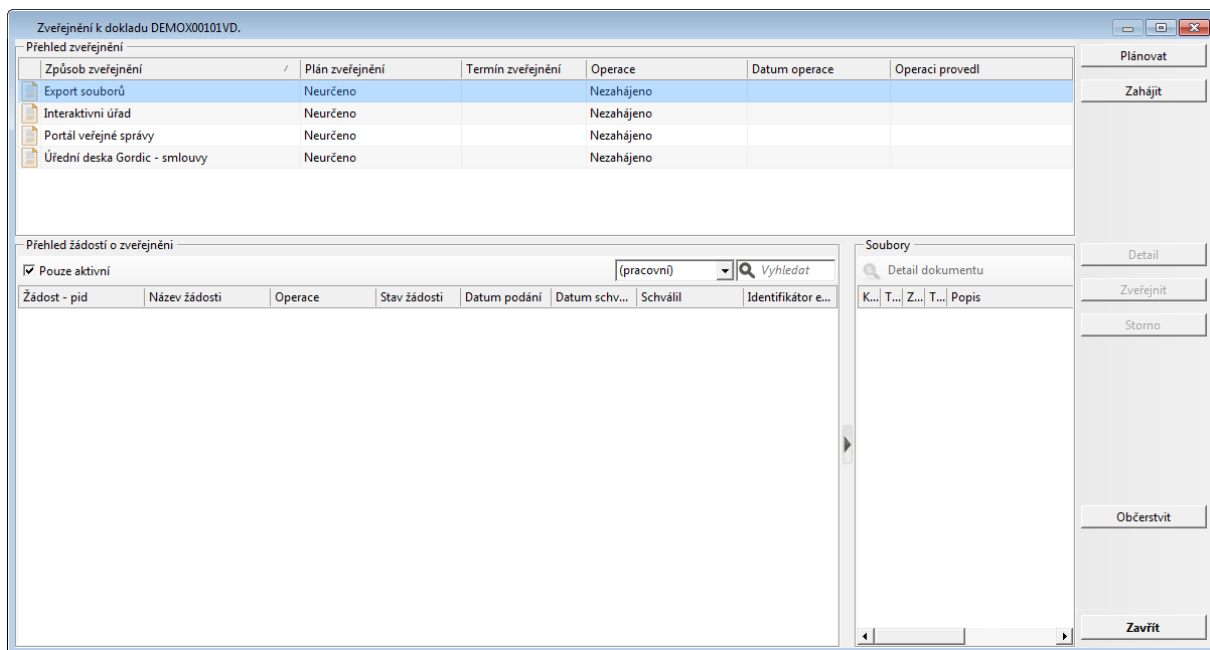 Zveřejnění k dokladu DEMOX00101VD.
Přehled zveřejnění
Způsob zveřejnění / Plán zveřejnění Termín zveřejnění Operace Datum operace Operaci provedl
Export souborů Neurčeno Nezahájeno
Interaktivni úřad Neurčeno Nezahájeno
Portál veřejné správy Neurčeno Nezahájeno
Úřední deska Gordic - smlouvy Neurčeno Nezahájeno
Plánovat
Zahájit
Přehled žádostí o zveřejněni
Pouze aktivní (pracovní) Vyhledat
Žádost - pid Název žádosti Operace Stav žádosti Datum podání Datum schv... Schválil Identifikátor e...
Soubory
Detail dokumentu
K... T... Z... T... Popis
Detail
Zveřejnit
Storno
Občerstvit
Zavřít